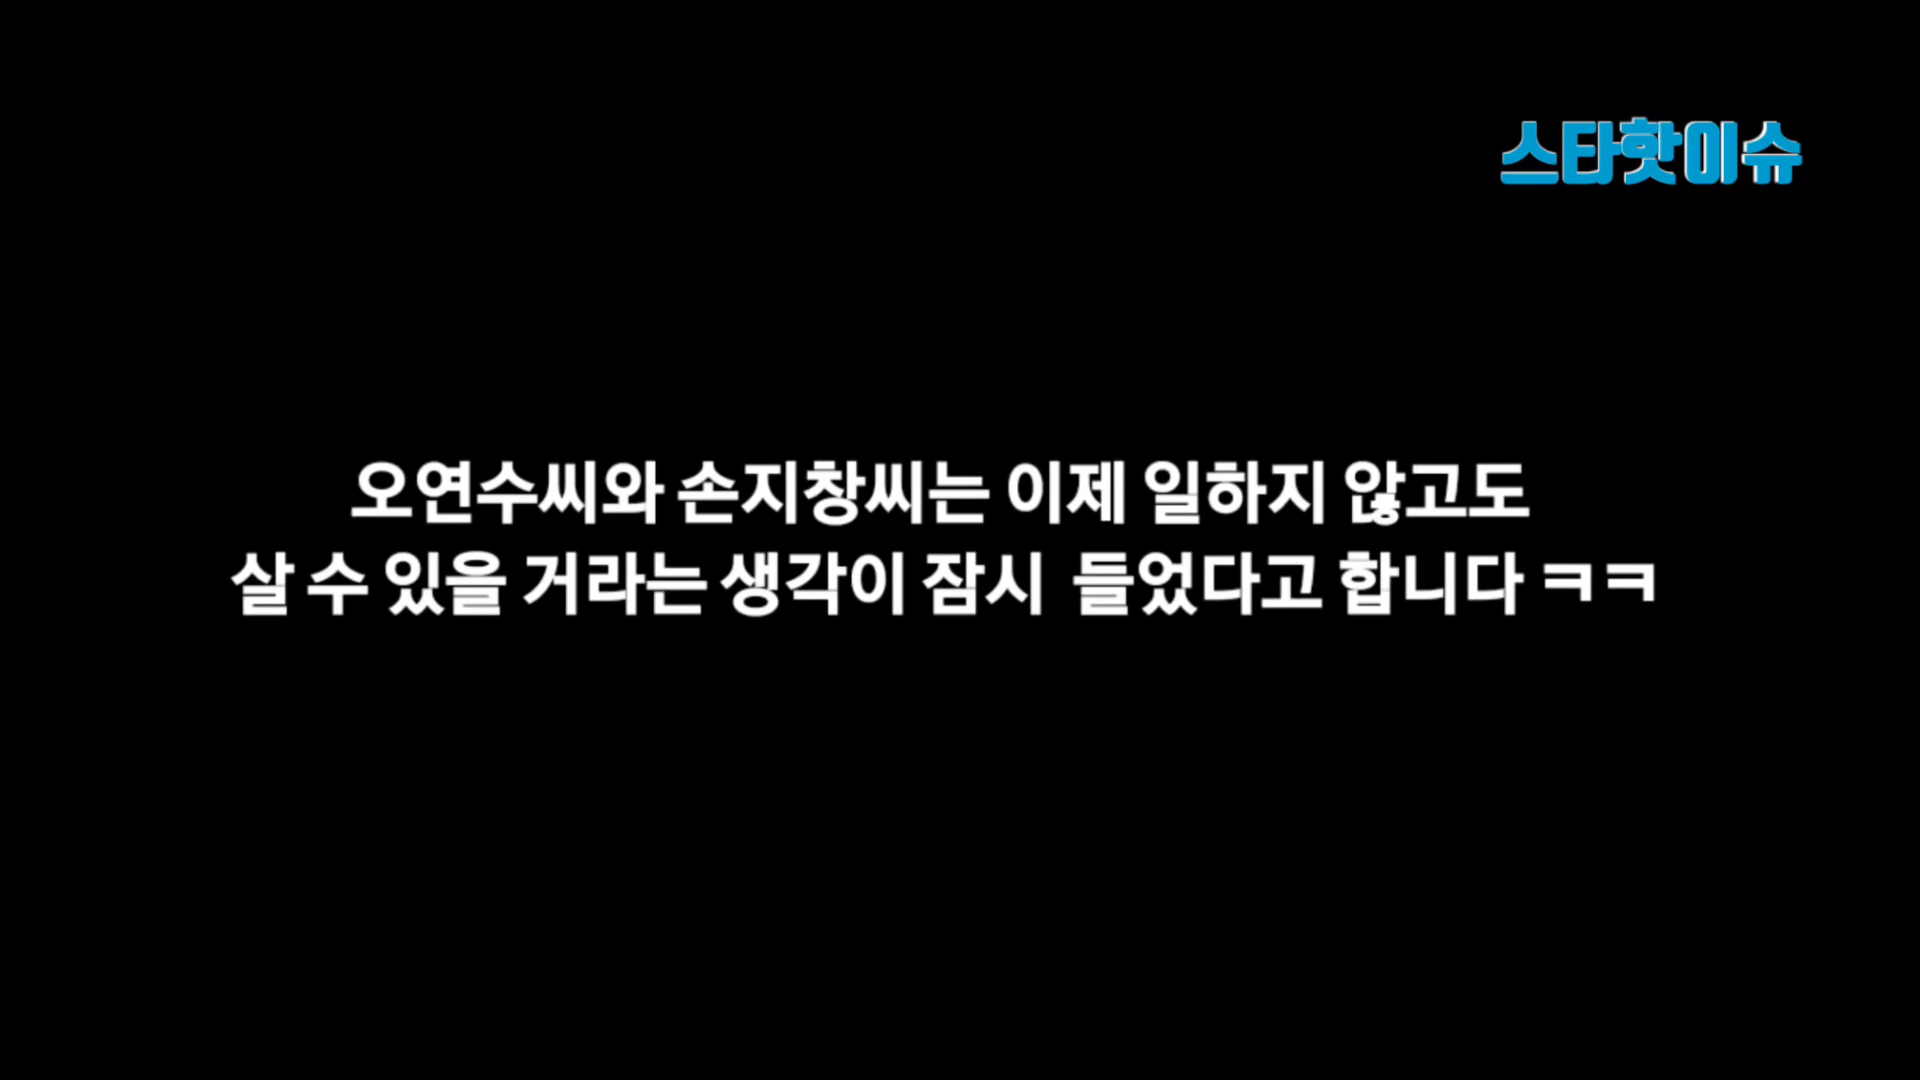 스타핫이슈
오연수씨와 손지창씨는 이제 일하지 않고도
살 수 있을 거라는 생각이 잠시 들었다고 합니다 ㅋㅋ